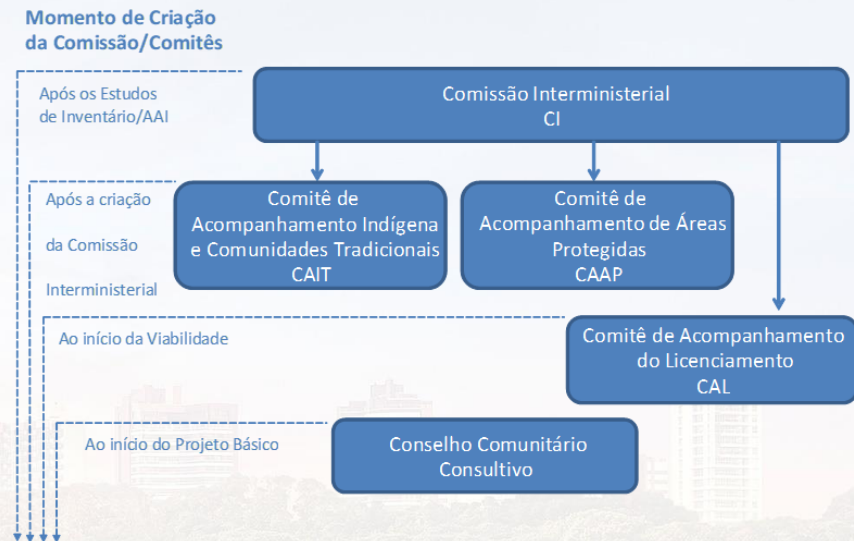 Momento de Criação
da Comissão/Comitês
Após os Estudos
de Inventário/AAI
Comissão Interministerial
CI
Após a criação
da Comissão
Interministerial
Comitê de
Acompanhamento Indígena
e Comunidades Tradicionais
CAIT
Comitê de
Acompanhamento de Áreas
Protegidas
CAAP
Ao início da Viabilidade
Comitê de Acompanhamento
do Licenciamento
CAL
Ao início do Projeto Básico
Conselho Comunitário
Consultivo